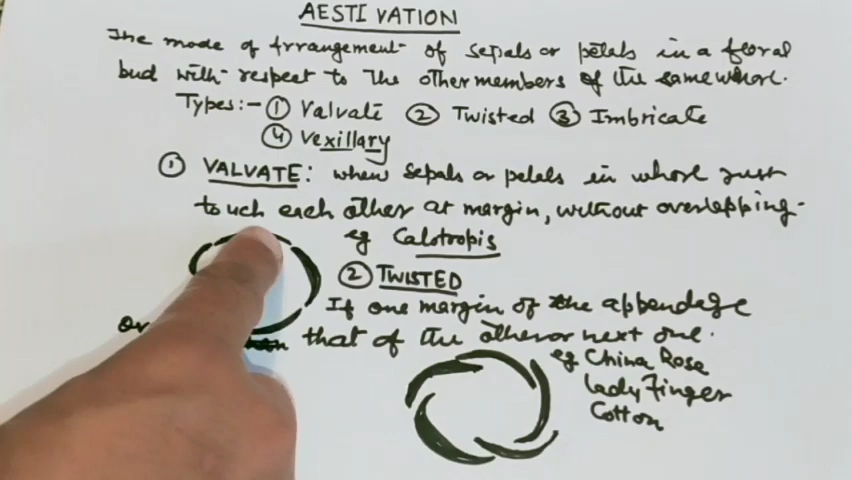 AESTIVATION
The mode of Arrangement of sepals or petals in a floral
bud with respect to the other members of the same whorl.
Types:- ① Valvate ② Twisted ③ Imbricate
④ Vexillary
① VALVATE: when sepals or petals in whorl just
touch each other at margin, without overlapping.
eg Calotropis
② TWISTED
If one margin of the appendage
Ov that of the other or next one.
eg China Rose
Lady Finger
Cotton